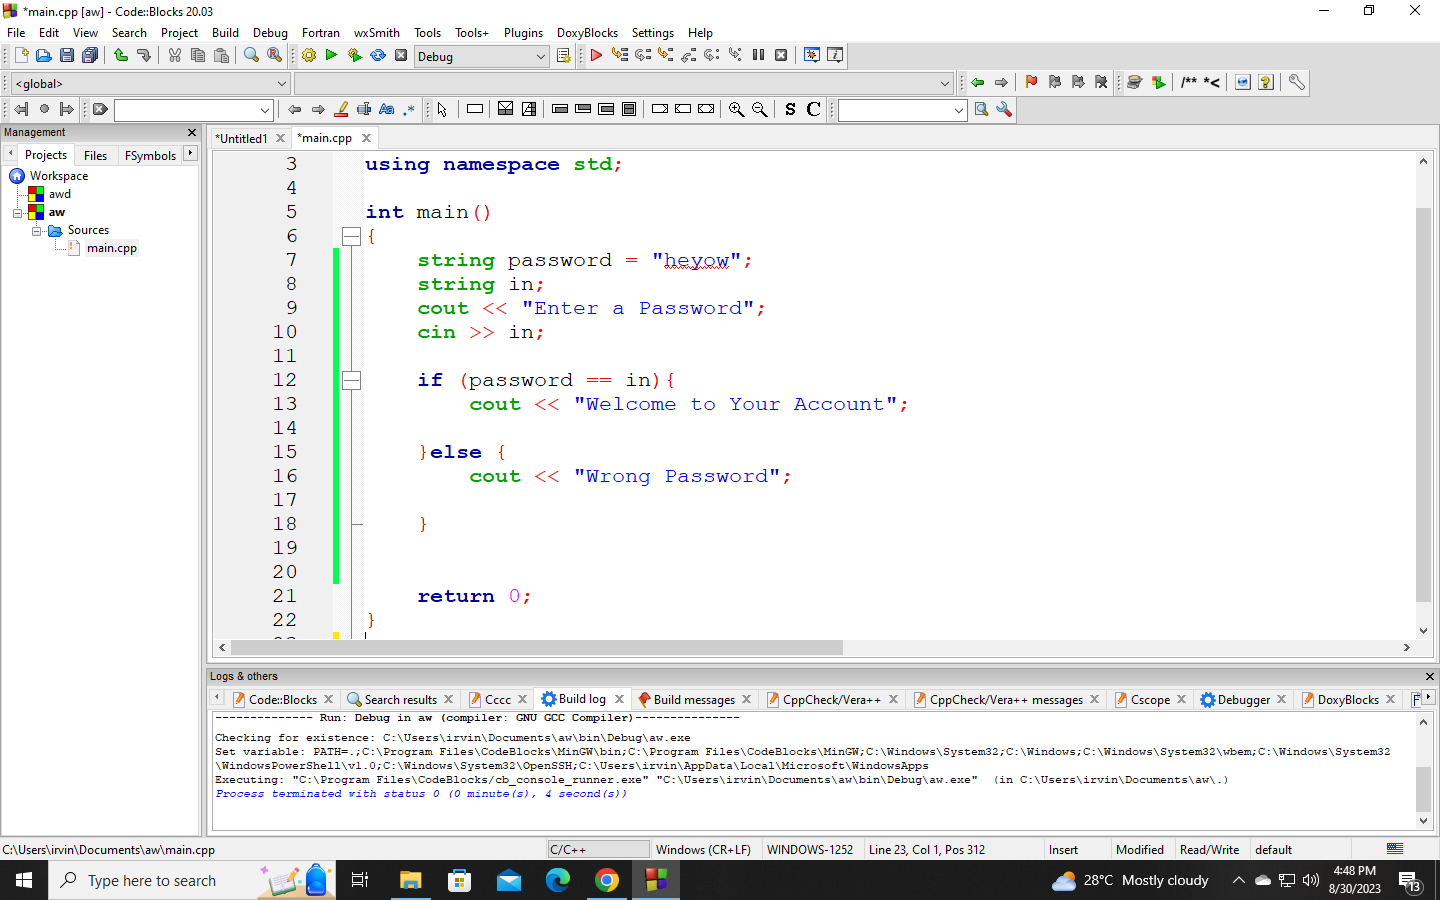 *main.cpp [aw] - Code::Blocks 20.03
File Edit View Search Project Build Debug Fortran wxSmith Tools Tools+ Plugins DoxyBlocks Settings Help
Debug
<global>
/** *<
Aa .*
S C
Management
*Untitled1
*main.cpp
Projects Files FSymbols
Workspace
awd
aw
Sources
main.cpp
3 using namespace std;
4
5 int main()
6 {
7 string password = "heyow";
8 string in;
9 cout << "Enter a Password";
10 cin >> in;
11
12 if (password == in){
13 cout << "Welcome to Your Account";
14
15 }else {
16 cout << "Wrong Password";
17
18 }
19
20
21 return 0;
22 }
Logs & others
Code::Blocks Search results Cccc Build log Build messages CppCheck/Vera++ CppCheck/Vera++ messages Cscope Debugger DoxyBlocks F
-------------- Run: Debug in aw (compiler: GNU GCC Compiler)---------------
Checking for existence: C:\Users\irvin\Documents\aw\bin\Debug\aw.exe
Set variable: PATH=.;C:\Program Files\CodeBlocks\MinGW\bin;C:\Program Files\CodeBlocks\MinGW;C:\Windows\System32;C:\Windows;C:\Windows\System32\wbem;C:\Windows\System32
\WindowsPowerShell\v1.0;C:\Windows\System32\OpenSSH;C:\Users\irvin\AppData\Local\Microsoft\WindowsApps
Executing: "C:\Program Files\CodeBlocks/cb_console_runner.exe" "C:\Users\irvin\Documents\aw\bin\Debug\aw.exe" (in C:\Users\irvin\Documents\aw\.)
Process terminated with status 0 (0 minute(s), 4 second(s))
C:\Users\irvin\Documents\aw\main.cpp C/C++ Windows (CR+LF) WINDOWS-1252 Line 23, Col 1, Pos 312 Insert Modified Read/Write default
Type here to search
28°C Mostly cloudy
4:48 PM
8/30/2023
13